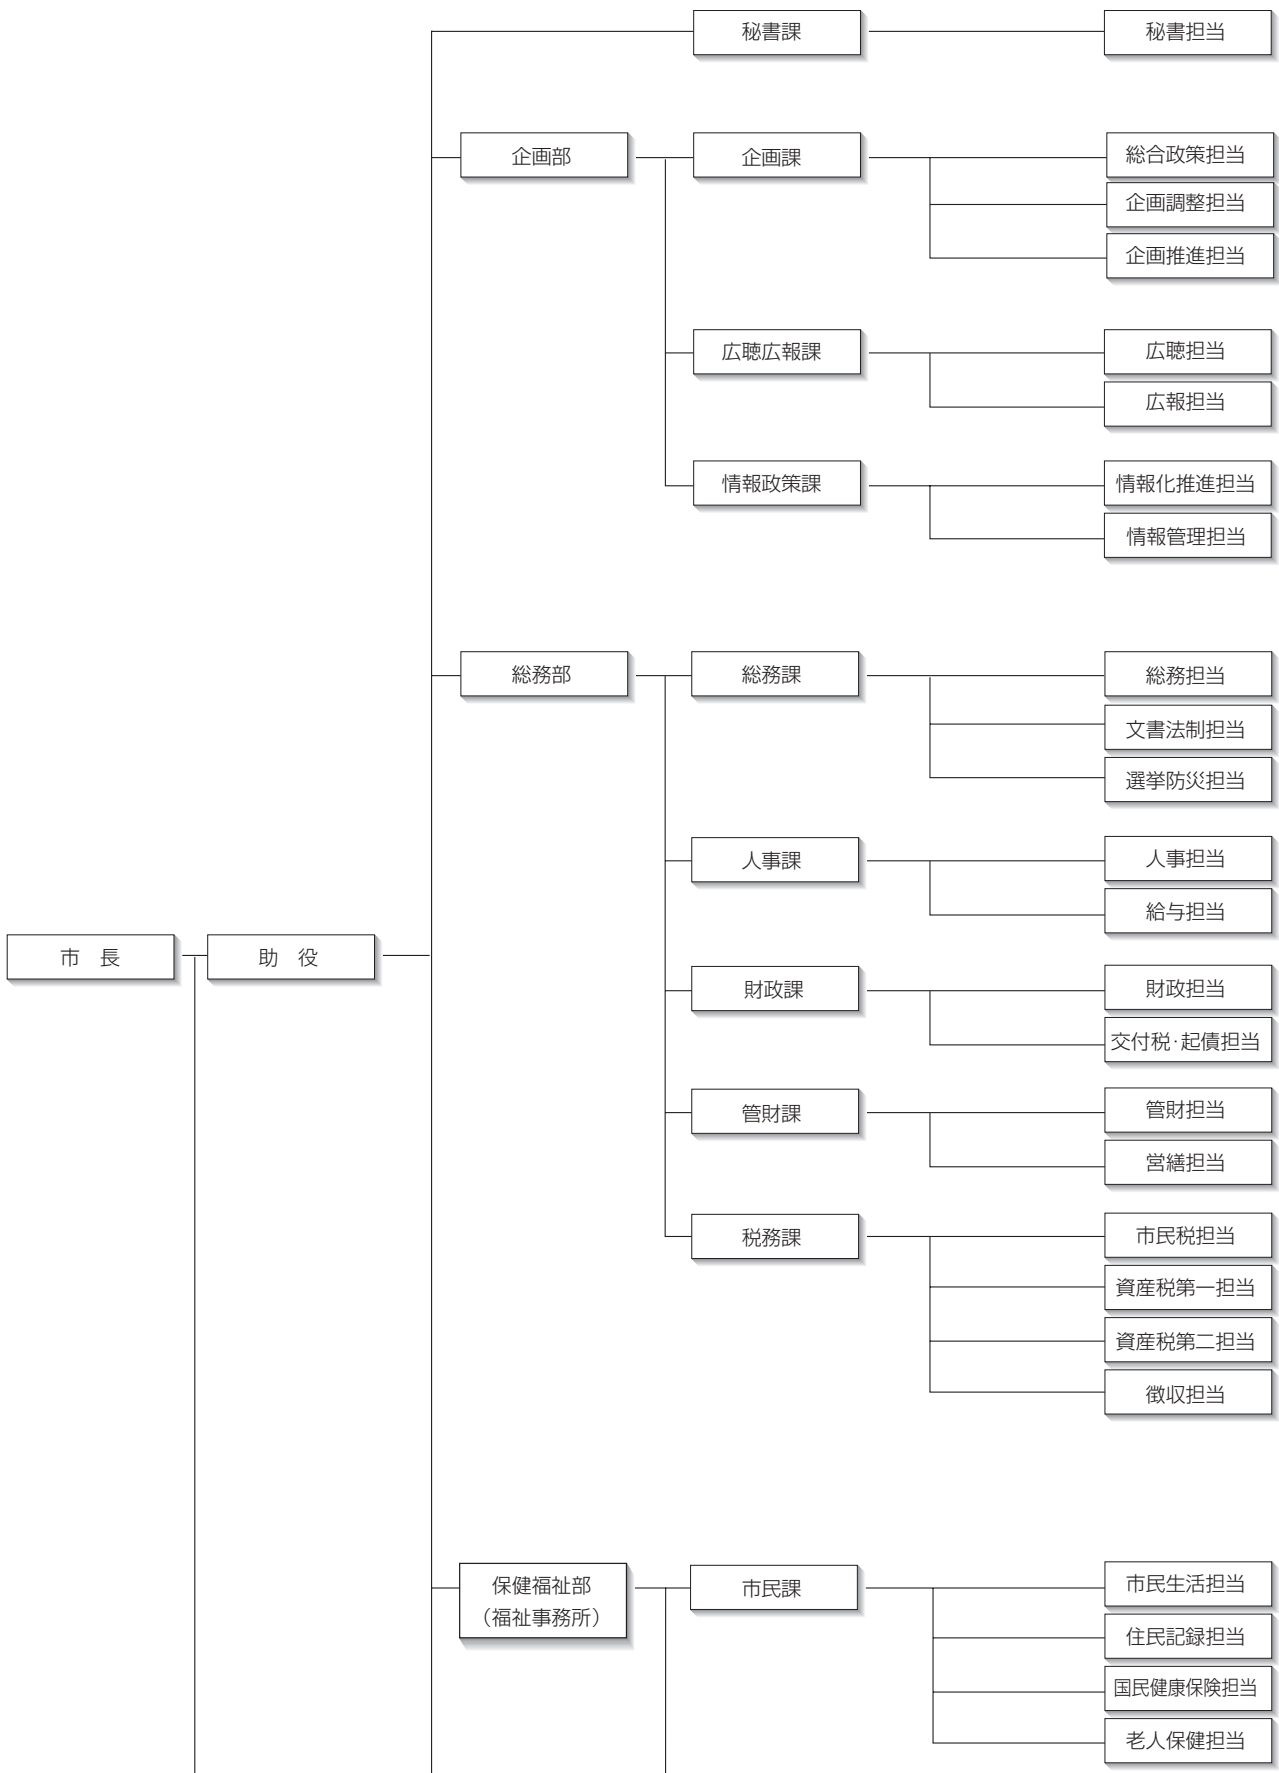 秘書課
秘書担当
企画部
企画課
総合政策担当
企画調整担当
企画推進担当
広聴広報課
広聴担当
広報担当
情報政策課
情報化推進担当
情報管理担当
総務部
総務課
総務担当
文書法制担当
選挙防災担当
人事課
人事担当
給与担当
市　長
助　役
財政課
財政担当
交付税・起債担当
管財課
管財担当
営繕担当
税務課
市民税担当
資産税第一担当
資産税第二担当
徴収担当
保健福祉部
（福祉事務所）
市民課
市民生活担当
住民記録担当
国民健康保険担当
老人保健担当